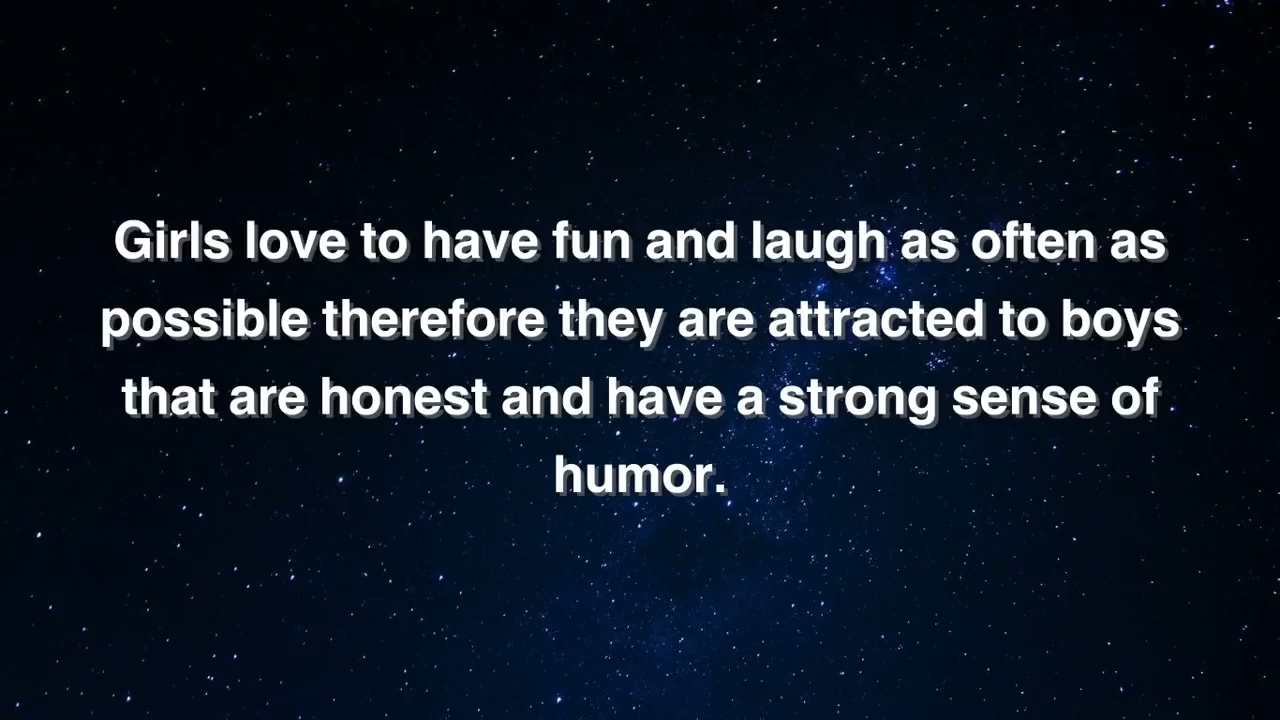 Girls love to have fun and laugh as often as
possible therefore they are attracted to boys
that are honest and have a strong sense of
humor.